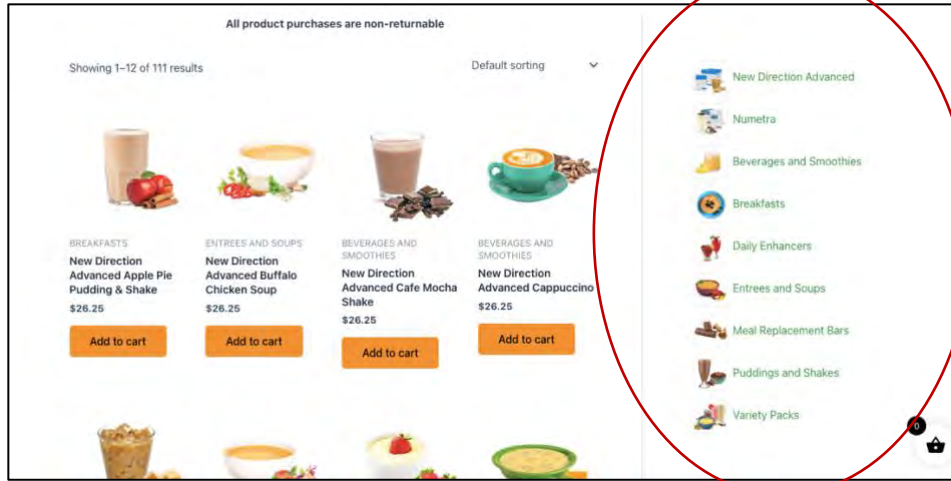 All product purchases are non-returnable
Showing 1–12 of 111 results
Default sorting
BREAKFASTS
New Direction
Advanced Apple Pie
Pudding & Shake
$26.25
Add to cart
ENTREES AND SOUPS
New Direction
Advanced Buffalo
Chicken Soup
$26.25
Add to cart
BEVERAGES AND
SMOOTHIES
New Direction
Advanced Cafe Mocha
Shake
$26.25
Add to cart
BEVERAGES AND
SMOOTHIES
New Direction
Advanced Cappuccino
$26.25
Add to cart
New Direction Advanced
Numetra
Beverages and Smoothies
Breakfasts
Daily Enhancers
Entrees and Soups
Meal Replacement Bars
Puddings and Shakes
Variety Packs
0